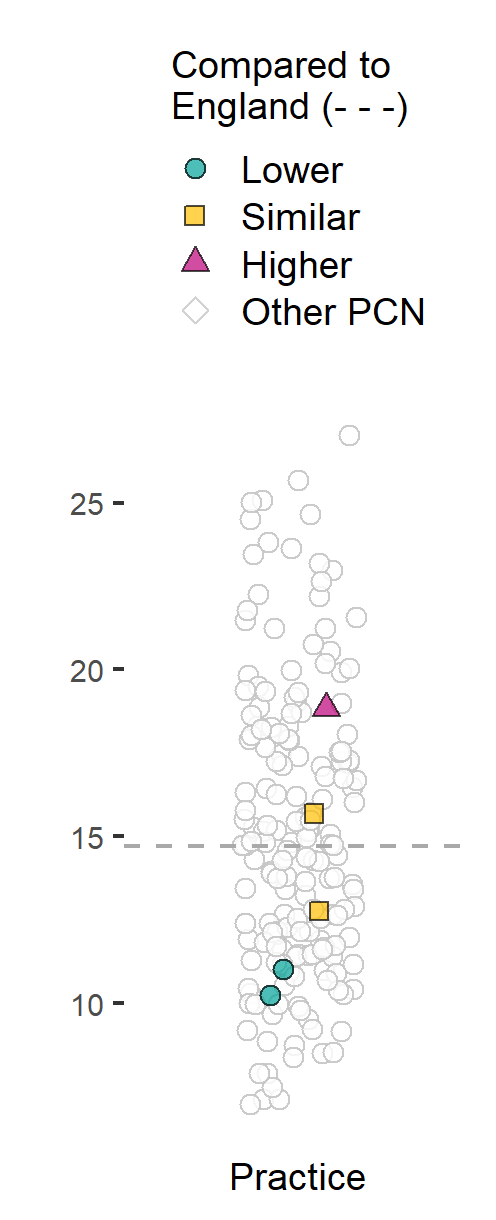 Compared to
England (- - -)
Lower
Similar
Higher
Other PCN
25
20
15
10
Practice